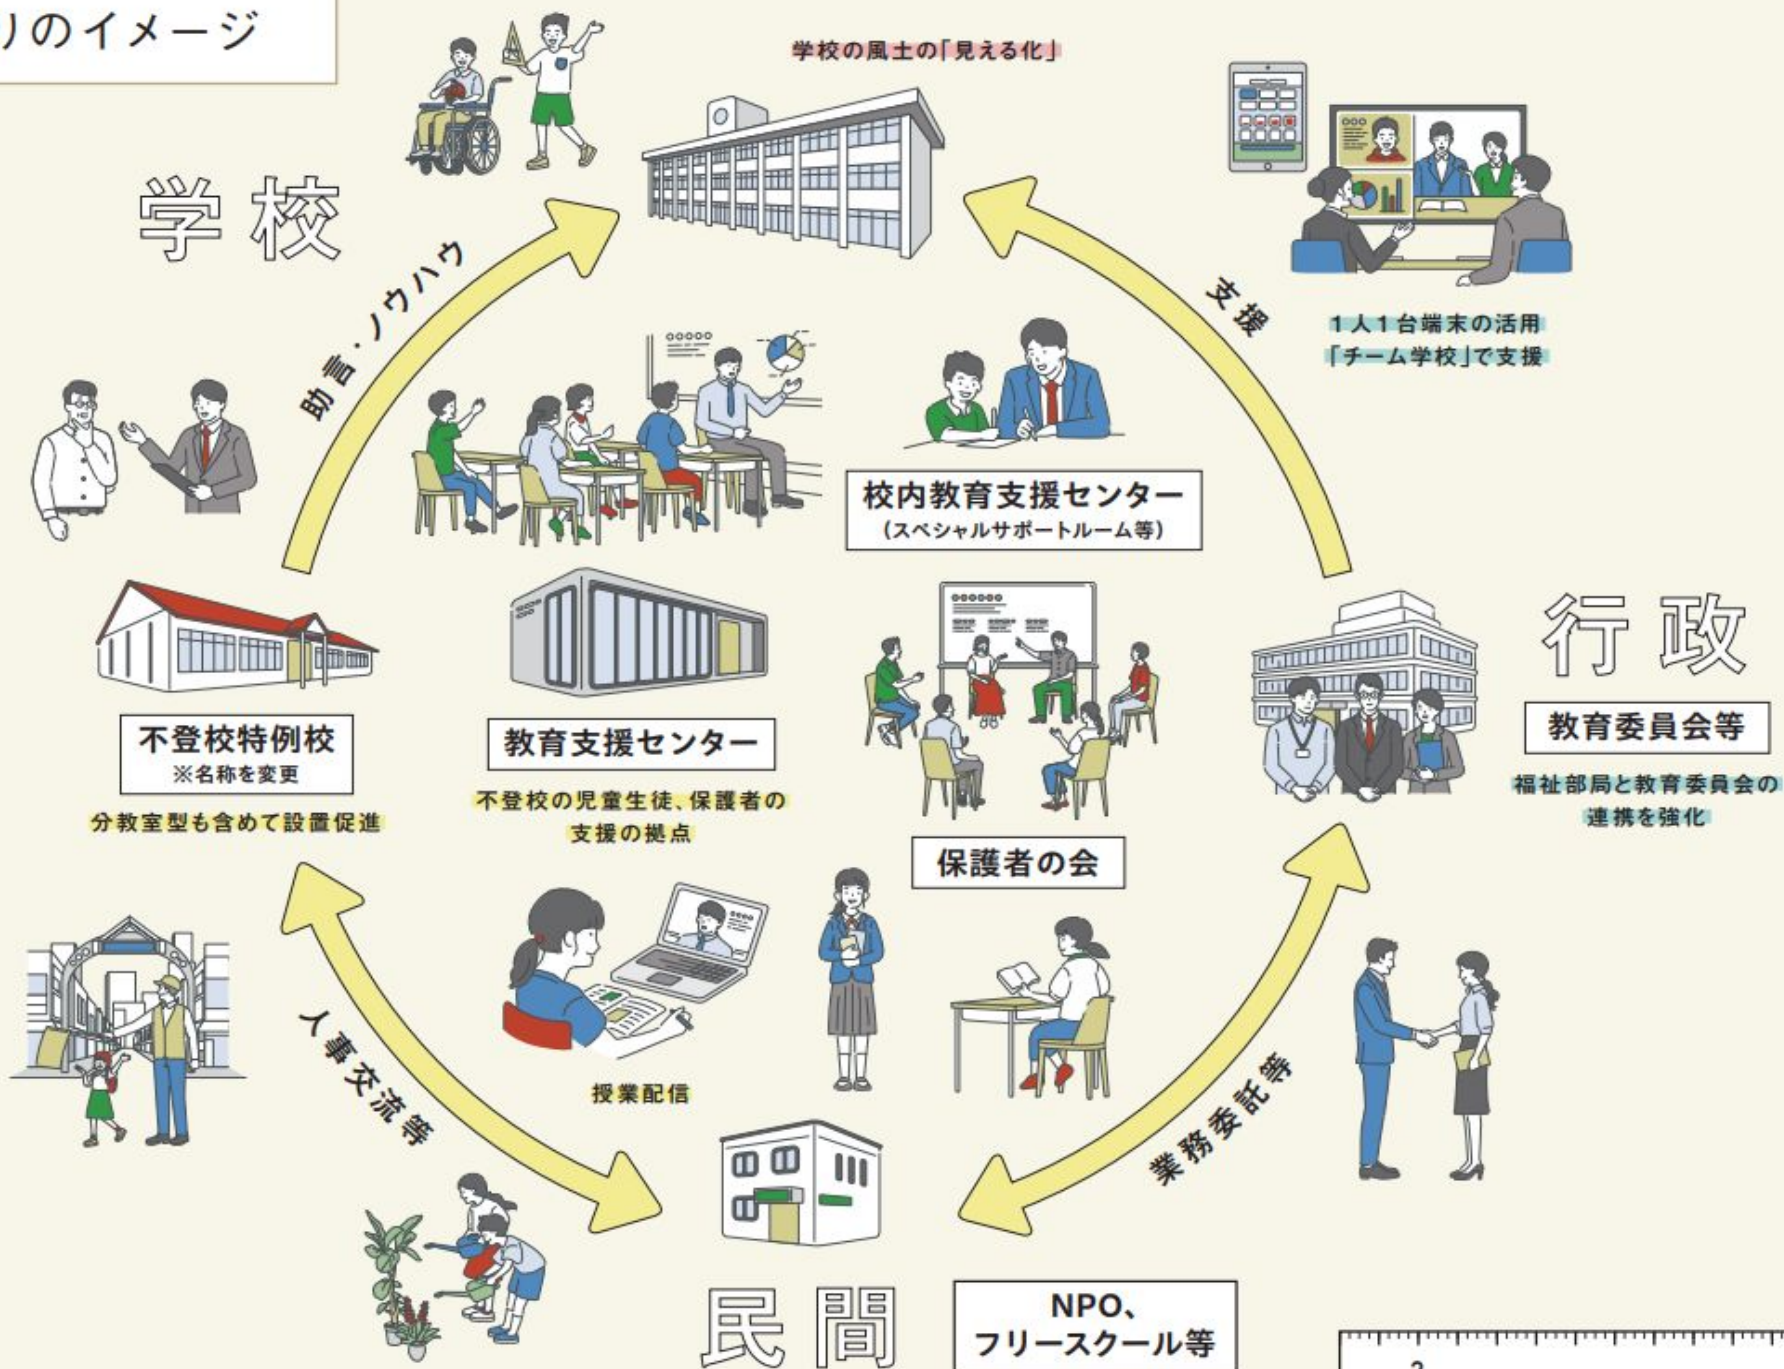 りのイメージ
学校の風土の「見える化」
学校
助言・ノウハウ
支援
1人1台端末の活用
「チーム学校」で支援
校内教育支援センター
(スペシャルサポートルーム等)
行政
不登校特例校
※名称を変更
分教室型も含めて設置促進
教育支援センター
不登校の児童生徒、保護者の
支援の拠点
教育委員会等
福祉部局と教育委員会の
連携を強化
保護者の会
人事交流等
授業配信
業務委託等
民間
NPO、
フリースクール等